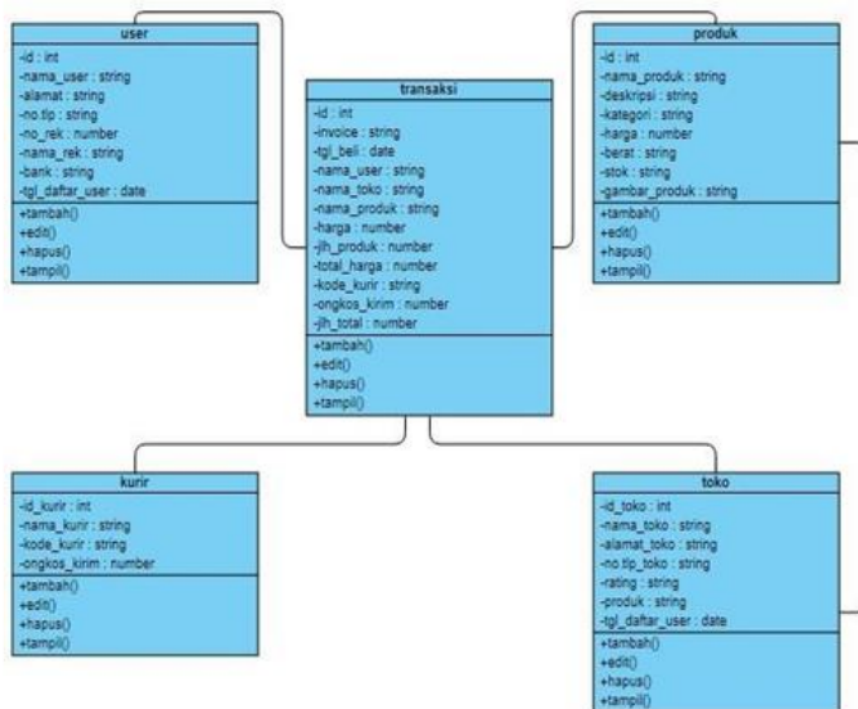 user
-id : int
-nama_user : string
-alamat : string
-no.tlp : string
-no_rek : number
-nama_rek : string
-bank : string
-tgl_daftar_user : date
+tambah()
+edit()
+hapus()
+tampil()
transaksi
-id : int
-invoice : string
-tgl_beli : date
-nama_user : string
-nama_toko : string
-nama_produk : string
-harga : number
-jlh_produk : number
-total_harga : number
-kode_kurir : string
-ongkos_kirim : number
-jlh_total : number
+tambah()
+edit()
+hapus()
+tampil()
produk
-id : int
-nama_produk : string
-deskripsi : string
-kategori : string
-harga : number
-berat : string
-stok : string
-gambar_produk : string
+tambah()
+edit()
+hapus()
+tampil()
kurir
-id_kurir : int
-nama_kurir : string
-kode_kurir : string
-ongkos_kirim : number
+tambah()
+edit()
+hapus()
+tampil()
toko
-id_toko : int
-nama_toko : string
-alamat_toko : string
-no.tlp_toko : string
-rating : string
-produk : string
-tgl_daftar_user : date
+tambah()
+edit()
+hapus()
+tampil()